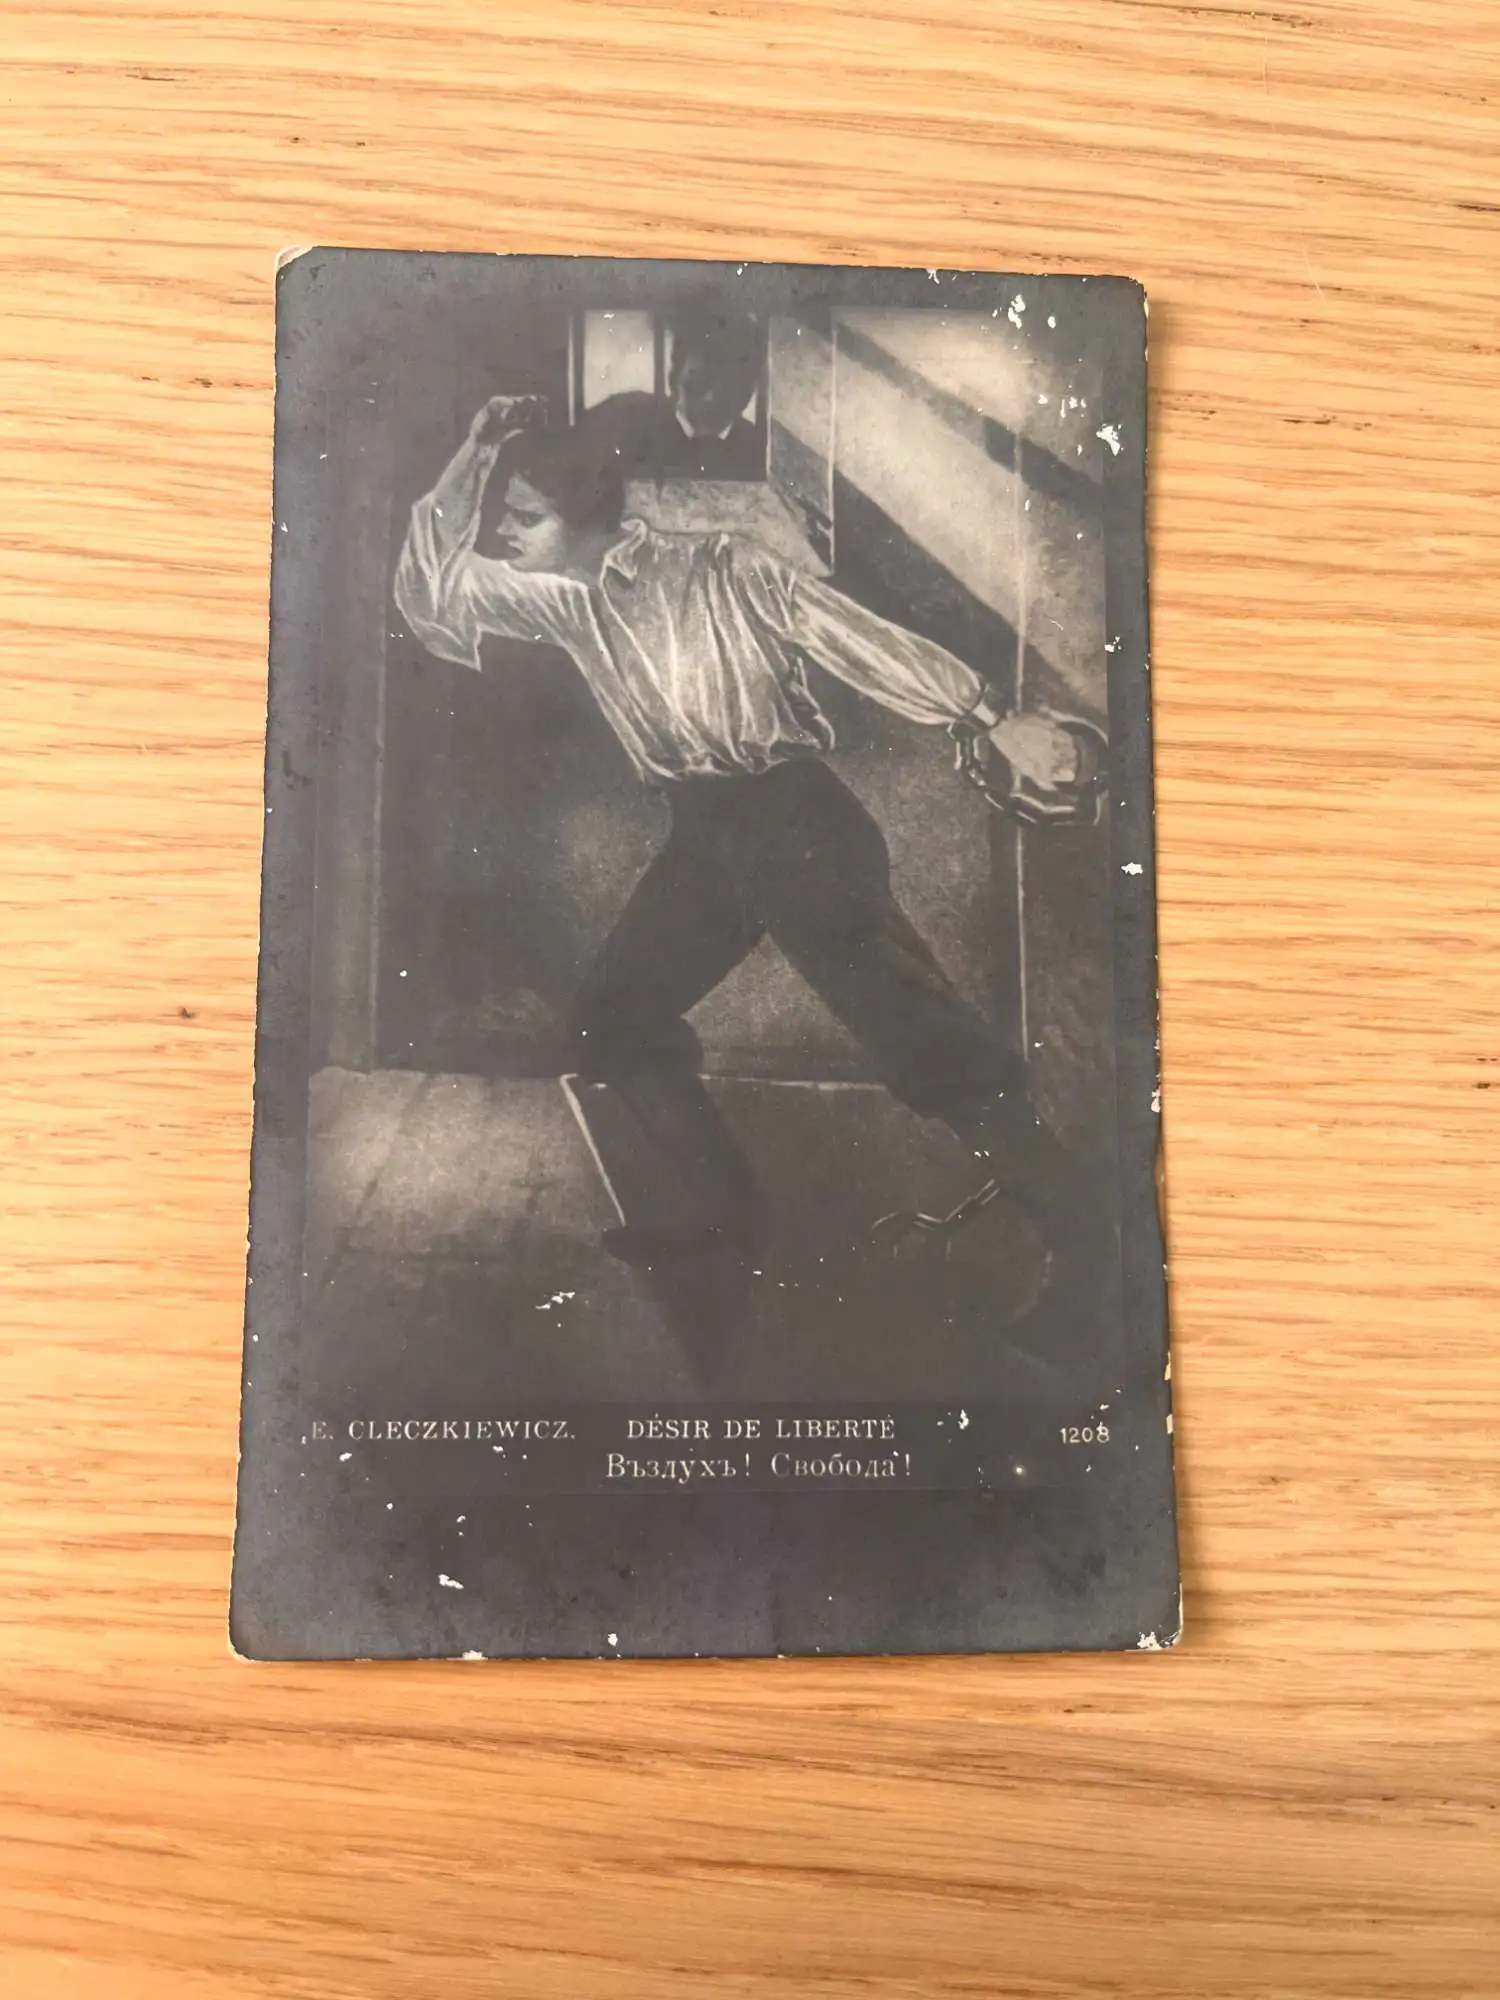 E. CLECZKIEWICZ. DÉSIR DE LIBERTÉ 1208
Въздухъ! Свобода!